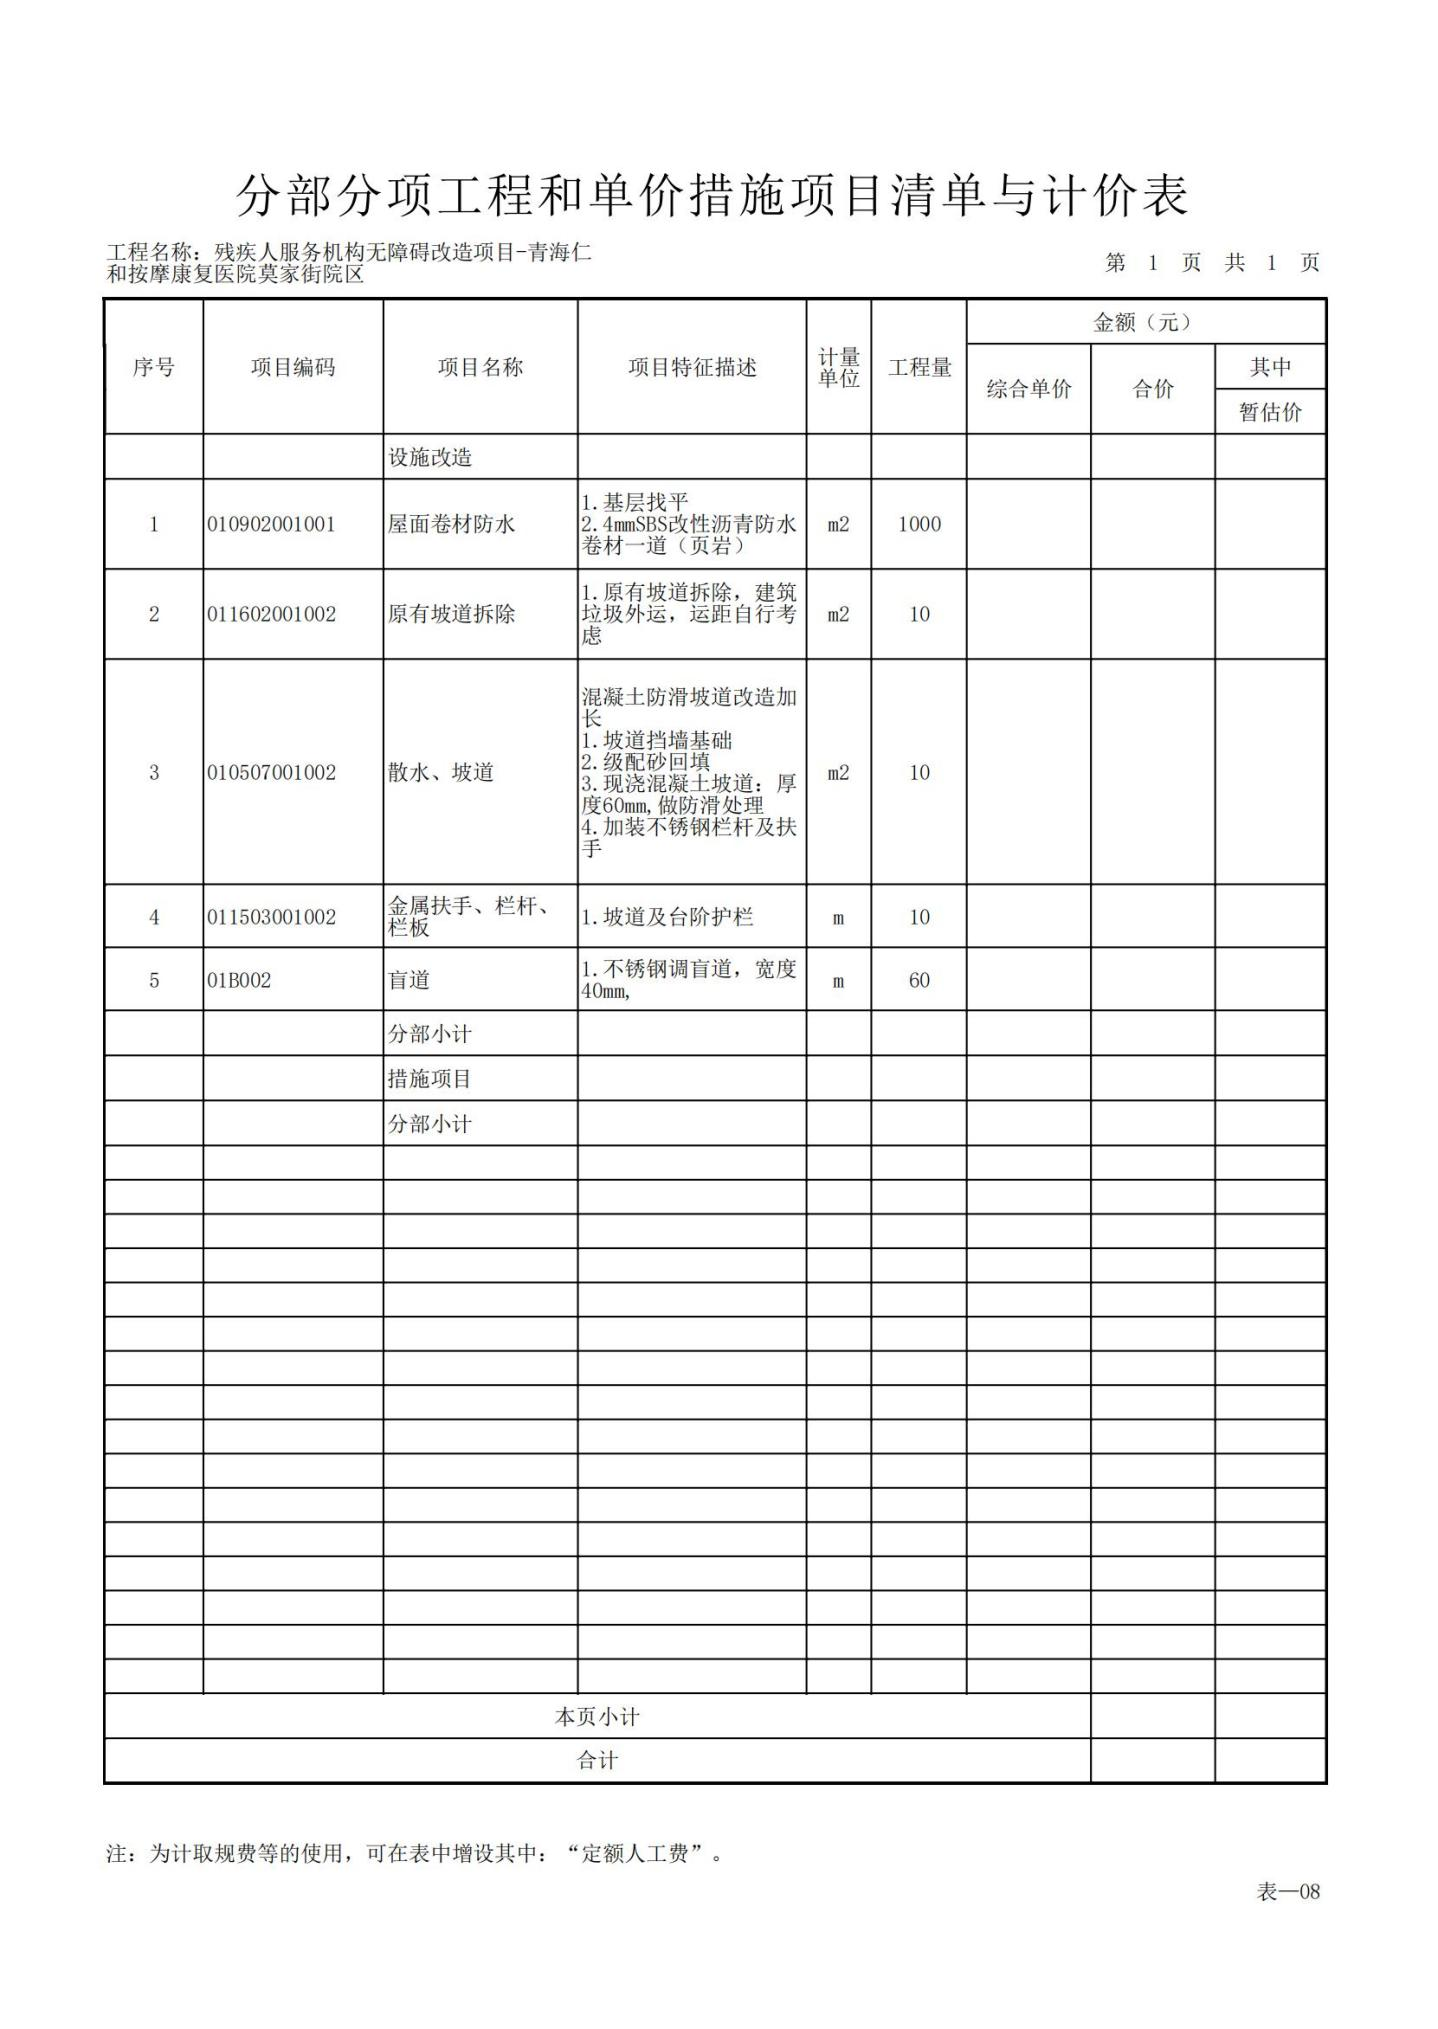 分部分项工程和单价措施项目清单与计价表
工程名称：残疾人服务机构无障碍改造项目-青海仁
和按摩康复医院莫家街院区
第 1 页 共 1 页
序号 项目编码 项目名称 项目特征描述 计量
单位 工程量 金额（元）
综合单价 合价 其中
暂估价
设施改造
1 010902001001 屋面卷材防水 1.基层找平
2.4mmSBS改性沥青防水
卷材一道（页岩） m2 1000
2 011602001002 原有坡道拆除 1.原有坡道拆除，建筑
垃圾外运，运距自行考
虑 m2 10
3 010507001002 散水、坡道 混凝土防滑坡道改造加
长
1.坡道挡墙基础
2.级配砂回填
3.现浇混凝土坡道：厚
度60mm,做防滑处理
4.加装不锈钢栏杆及扶
手 m2 10
4 011503001002 金属扶手、栏杆、
栏板 1.坡道及台阶护栏 m 10
5 01B002 盲道 1.不锈钢调盲道，宽度
40mm, m 60
分部小计
措施项目
分部小计
本页小计
合计
注：为计取规费等的使用，可在表中增设其中：“定额人工费”。
表—08